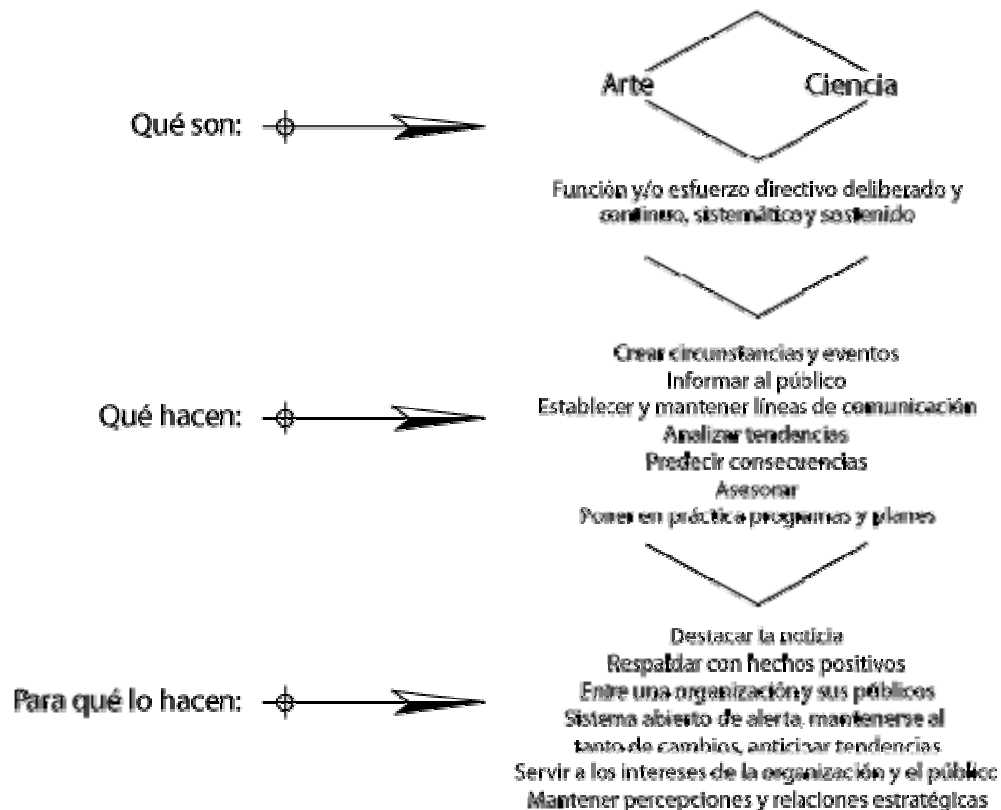 Arte Ciencia
Qué son:
Función y/o esfuerzo directivo deliberado y
continuo, sistemático y sostenido
Crear circunstancias y eventos
Informar al público
Qué hacen:
Establecer y mantener líneas de comunicación
Analizar tendencias
Predecir consecuencias
Asesorar
Poner en práctica programas y planes
Destacar la noticia
Respaldar con hechos positivos
Para qué lo hacen:
Entre una organización y sus públicos
Sistema abierto de alerta, mantenerse al
tanto de cambios, anticipar tendencias
Servir a los intereses de la organización y el público
Mantener percepciones y relaciones estratégicas